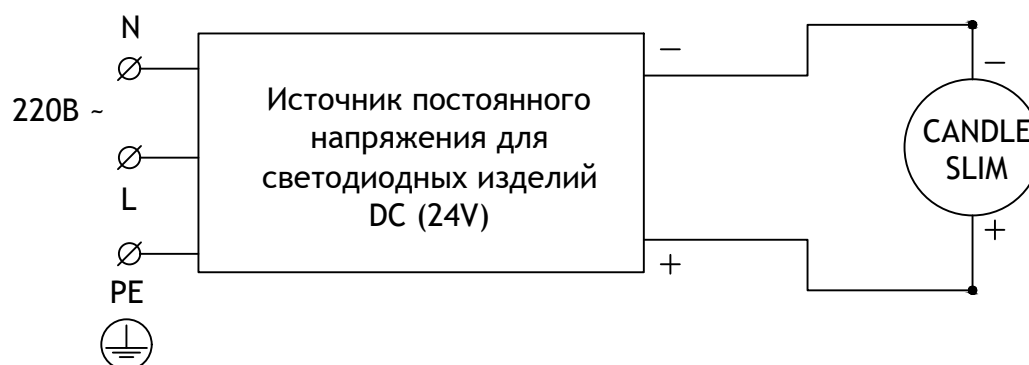 N
220В ~
L
PE
Источник постоянного
напряжения для
светодиодных изделий
DC (24V)
−
+
−
CANDLE
SLIM
+